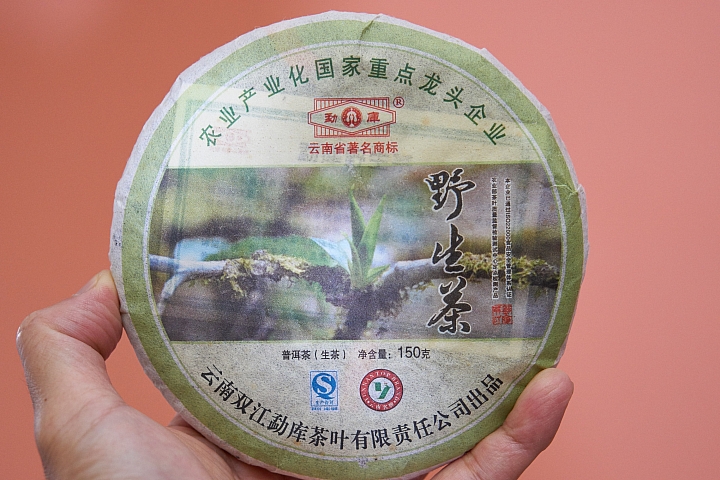 农业产业化国家重点龙头企业
勐库®
云南省著名商标
野生茶
普洱茶（生茶） 净含量：150克
云南双江勐库茶叶有限责任公司出品